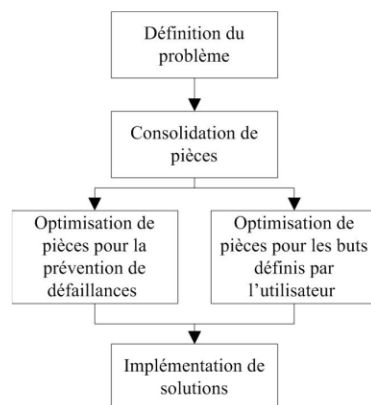 Définition du
problème
Consolidation de
pièces
Optimisation de
pièces pour la
prévention de
défaillances
Optimisation de
pièces pour les buts
définis par
l’utilisateur
Implémentation de
solutions